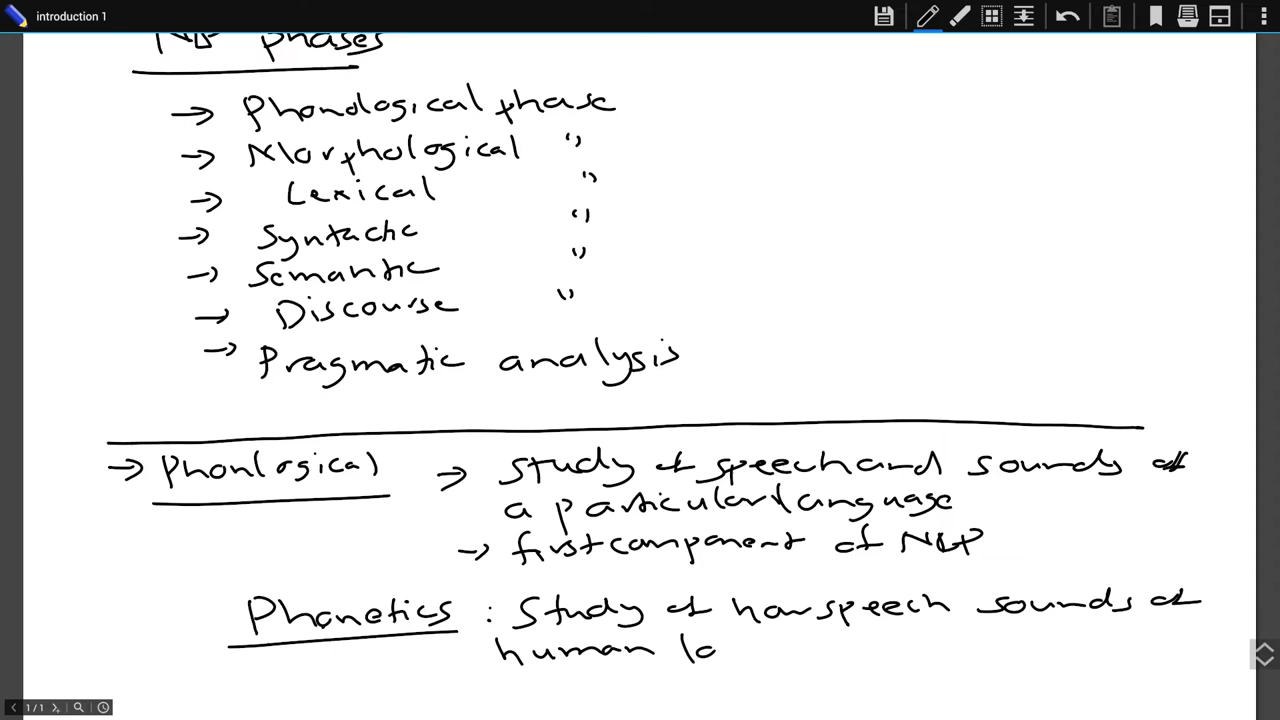 introduction 1
NLP phases
→ Phonological phase
→ Morphological "
→ Lexical "
→ Syntactic "
→ Semantic "
→ Discourse "
→ Pragmatic analysis
→ Phonlogical → Study of speech and sounds of
a particular language
→ first component of NLP
Phonetics : Study of how speech sounds of
human la
1/1